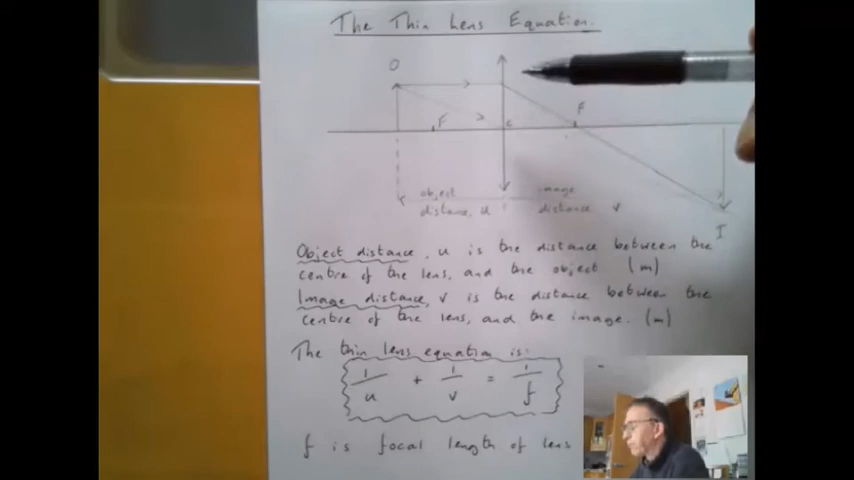 The Thin Lens Equation.
O
F
F
c
object
distance, u
image
distance v
I
Object distance, u is the distance between the
centre of the lens, and the object (m)
Image distance, v is the distance between the
centre of the lens, and the image. (m)
The thin lens equation is:
1/u + 1/v = 1/f
f is focal length of lens